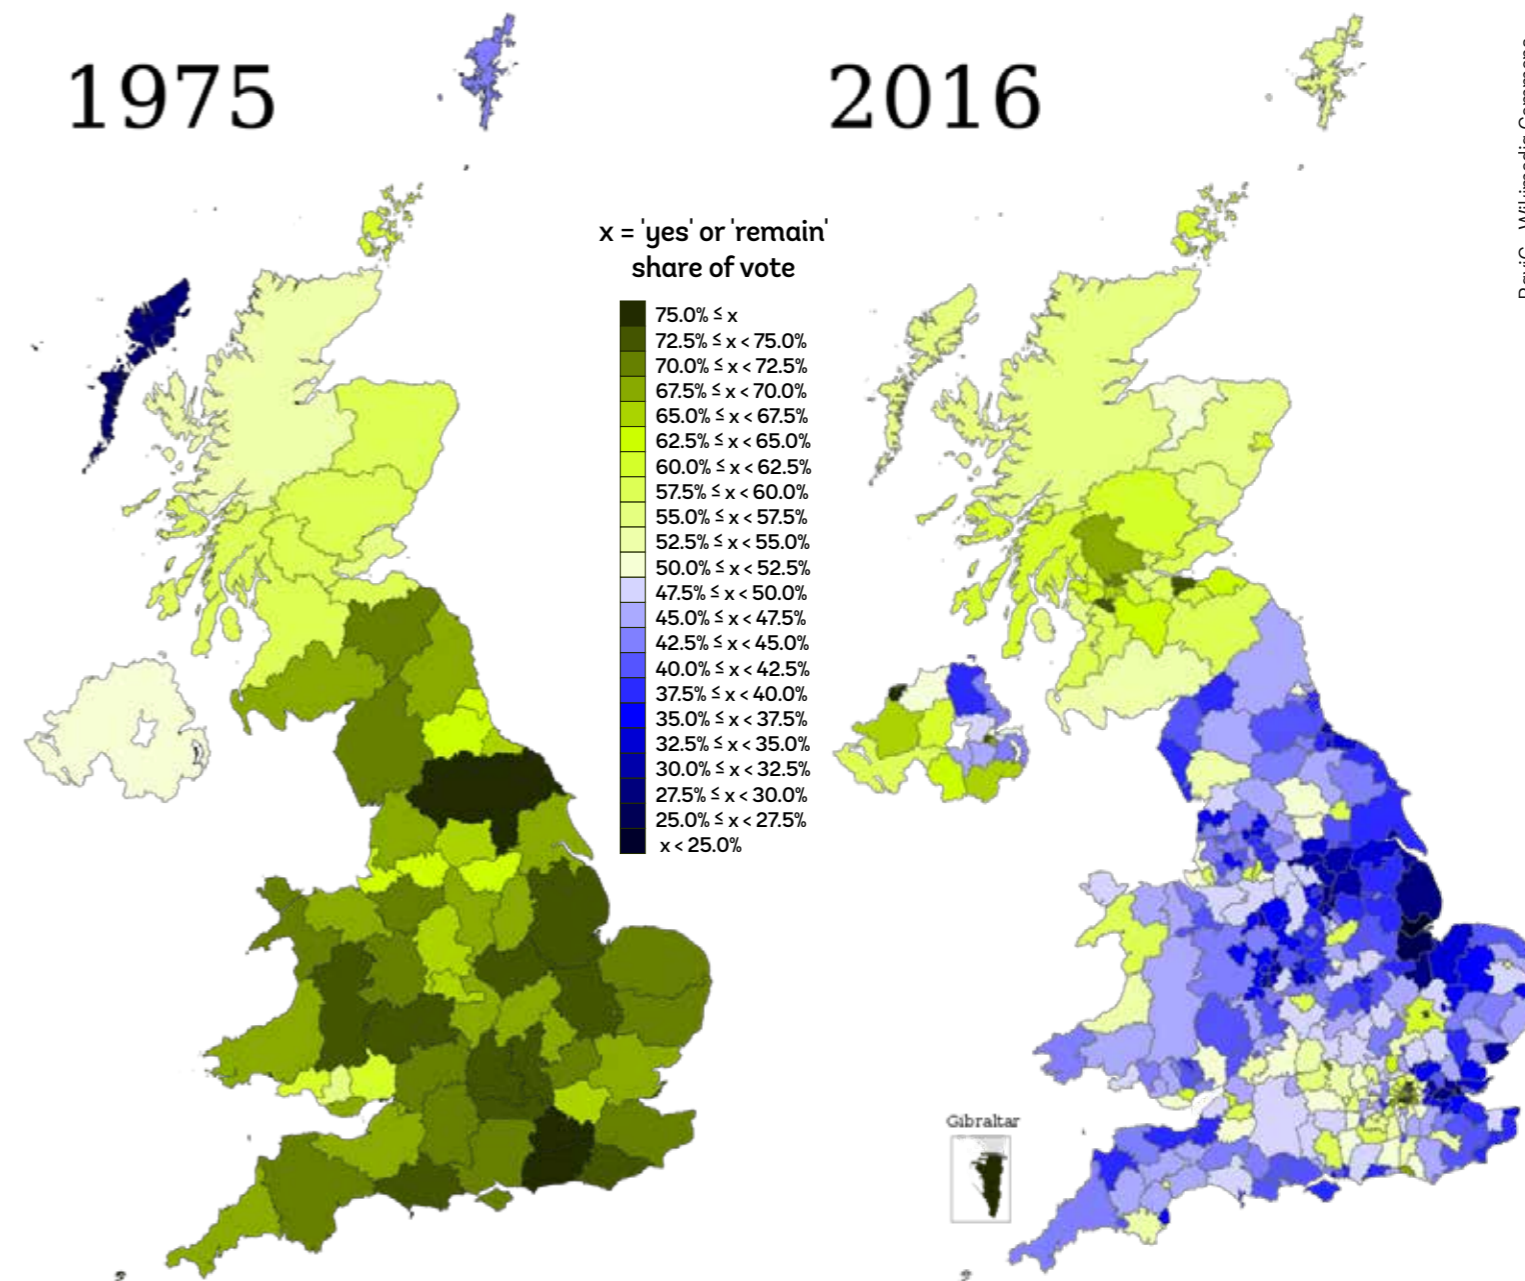 1975
2016
x = 'yes' or 'remain'
share of vote
75.0% ≤ x
72.5% ≤ x < 75.0%
70.0% ≤ x < 72.5%
67.5% ≤ x < 70.0%
65.0% ≤ x < 67.5%
62.5% ≤ x < 65.0%
60.0% ≤ x < 62.5%
57.5% ≤ x < 60.0%
55.0% ≤ x < 57.5%
52.5% ≤ x < 55.0%
50.0% ≤ x < 52.5%
47.5% ≤ x < 50.0%
45.0% ≤ x < 47.5%
42.5% ≤ x < 45.0%
40.0% ≤ x < 42.5%
37.5% ≤ x < 40.0%
35.0% ≤ x < 37.5%
32.5% ≤ x < 35.0%
30.0% ≤ x < 32.5%
27.5% ≤ x < 30.0%
25.0% ≤ x < 27.5%
x < 25.0%
Gibraltar